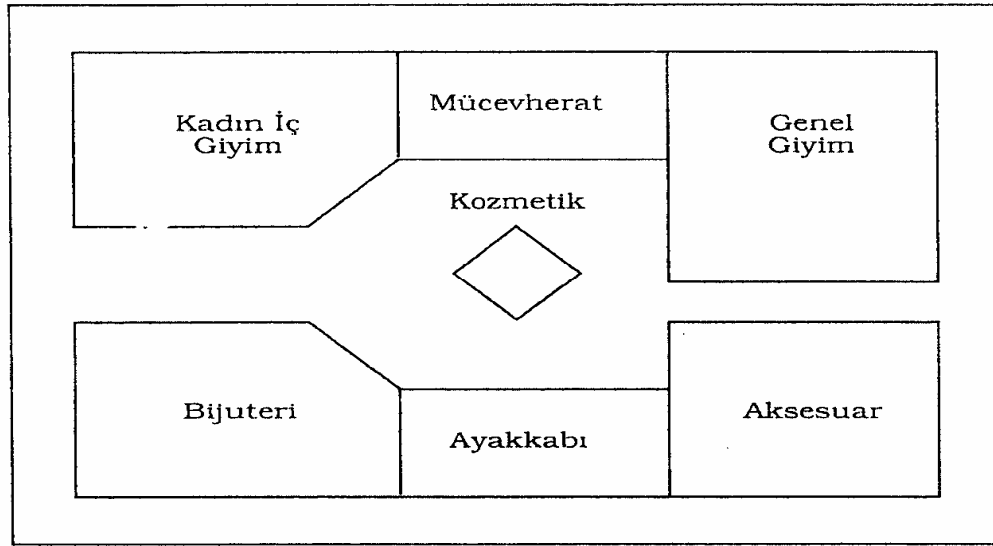 Kadın İç
Giyim
Mücevherat
Genel
Giyim
Kozmetik
Bijuteri
Ayakkabı
Aksesuar